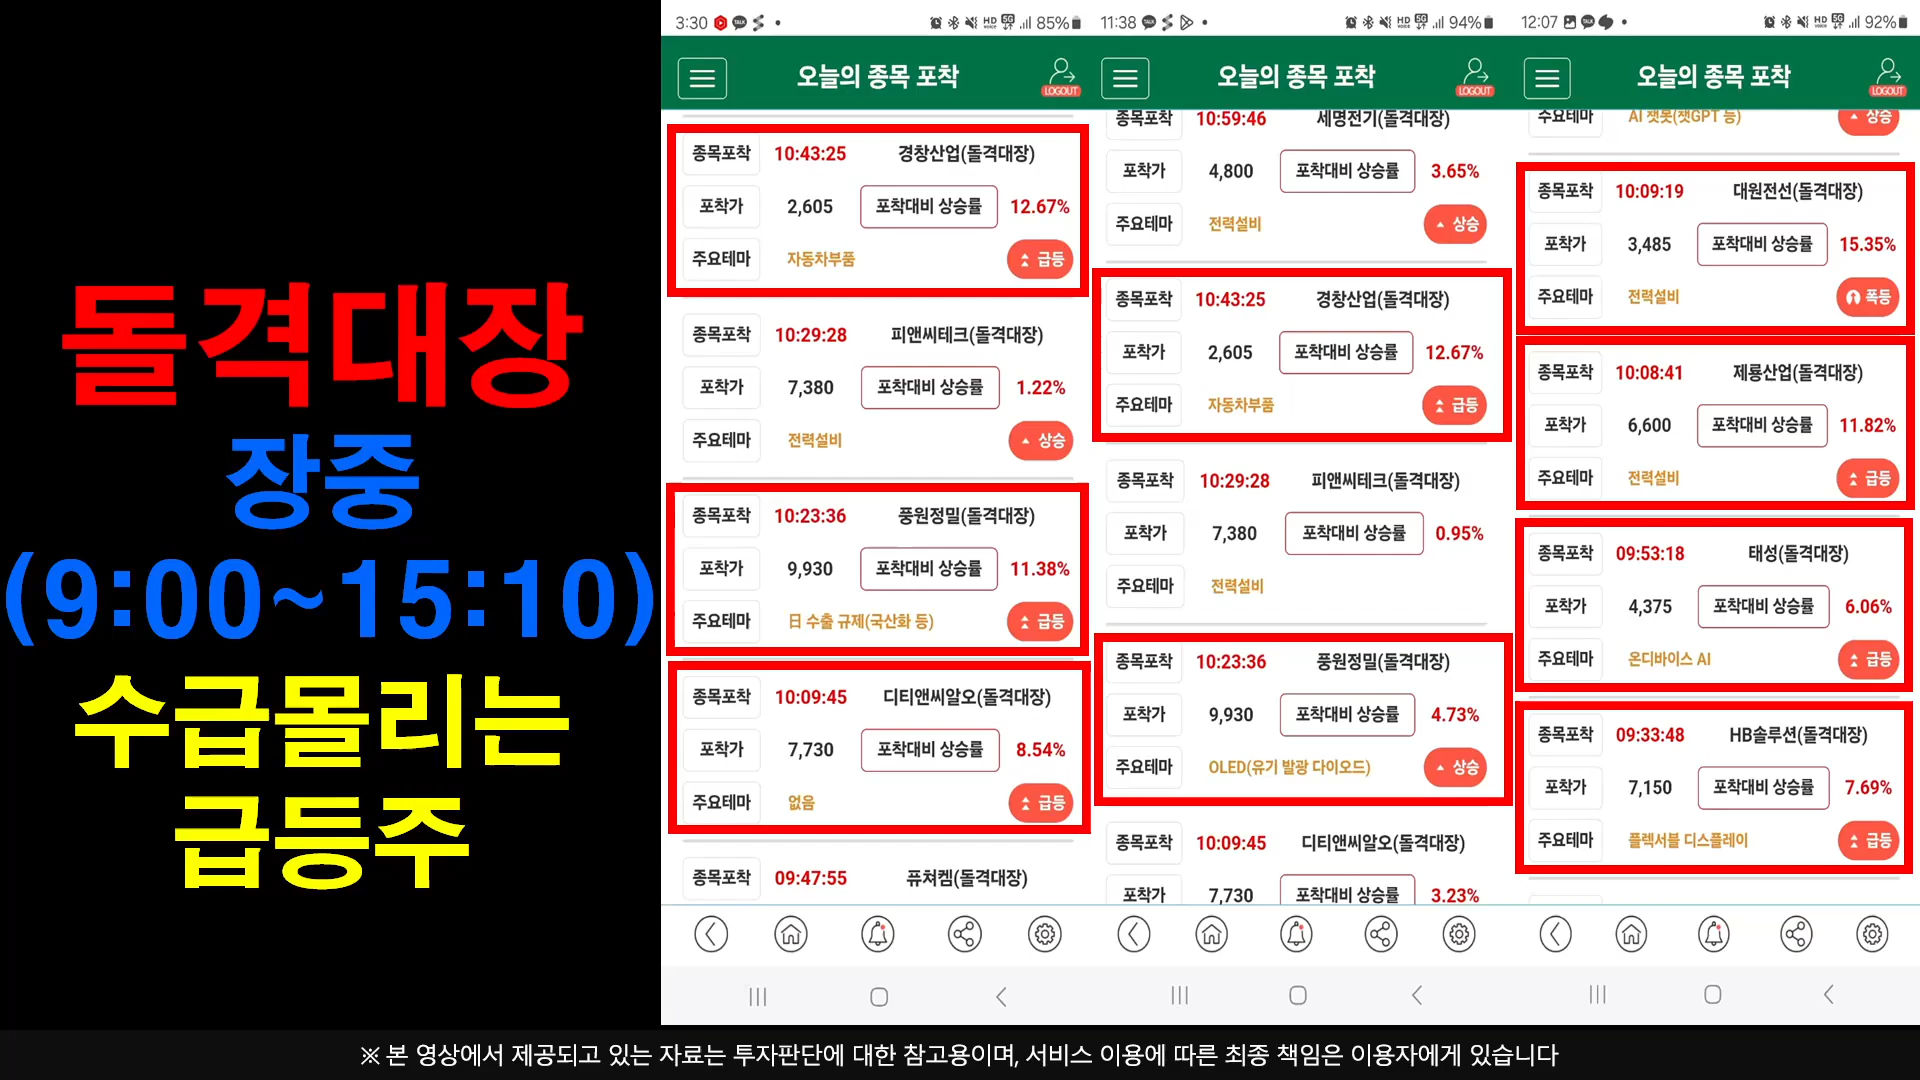 돌격대장
장중
(9:00~15:10)
수급몰리는
급등주
3:30
85%
오늘의 종목 포착
LOGOUT
종목포착 10:43:25 경창산업(돌격대장)
포착가 2,605 포착대비 상승률 12.67%
주요테마 자동차부품 급등
종목포착 10:29:28 피앤씨테크(돌격대장)
포착가 7,380 포착대비 상승률 1.22%
주요테마 전력설비 상승
종목포착 10:23:36 풍원정밀(돌격대장)
포착가 9,930 포착대비 상승률 11.38%
주요테마 日 수출 규제(국산화 등) 급등
종목포착 10:09:45 디티앤씨알오(돌격대장)
포착가 7,730 포착대비 상승률 8.54%
주요테마 없음 급등
종목포착 09:47:55 퓨쳐켐(돌격대장)
11:38
94%
오늘의 종목 포착
LOGOUT
종목포착 10:59:46 세명전기(돌격대장)
포착가 4,800 포착대비 상승률 3.65%
주요테마 전력설비 상승
종목포착 10:43:25 경창산업(돌격대장)
포착가 2,605 포착대비 상승률 12.67%
주요테마 자동차부품 급등
종목포착 10:29:28 피앤씨테크(돌격대장)
포착가 7,380 포착대비 상승률 0.95%
주요테마 전력설비
종목포착 10:23:36 풍원정밀(돌격대장)
포착가 9,930 포착대비 상승률 4.73%
주요테마 OLED(유기 발광 다이오드) 상승
종목포착 10:09:45 디티앤씨알오(돌격대장)
포착가 7,730 포착대비 상승률 3.23%
12:07
92%
오늘의 종목 포착
LOGOUT
주요테마 AI 챗봇(챗GPT 등) 상승
종목포착 10:09:19 대원전선(돌격대장)
포착가 3,485 포착대비 상승률 15.35%
주요테마 전력설비 폭등
종목포착 10:08:41 제룡산업(돌격대장)
포착가 6,600 포착대비 상승률 11.82%
주요테마 전력설비 급등
종목포착 09:53:18 태성(돌격대장)
포착가 4,375 포착대비 상승률 6.06%
주요테마 온디바이스 AI 급등
종목포착 09:33:48 HB솔루션(돌격대장)
포착가 7,150 포착대비 상승률 7.69%
주요테마 플렉서블 디스플레이 급등
※ 본 영상에서 제공되고 있는 자료는 투자판단에 대한 참고용이며, 서비스 이용에 따른 최종 책임은 이용자에게 있습니다